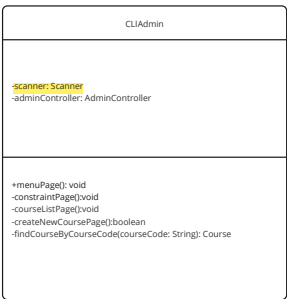 CLIAdmin
-scanner: Scanner
-adminController: AdminController
+menuPage(): void
-constraintPage():void
-courseListPage():void
-createNewCoursePage():boolean
-findCourseByCourseCode(courseCode: String): Course